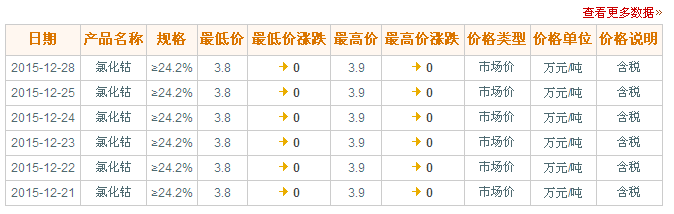 查看更多数据»
日期 产品名称 规格 最低价 最低价涨跌 最高价 最高价涨跌 价格类型 价格单位 价格说明
2015-12-28 氯化钴 ≥24.2% 3.8 0 3.9 0 市场价 万元/吨 含税
2015-12-25 氯化钴 ≥24.2% 3.8 0 3.9 0 市场价 万元/吨 含税
2015-12-24 氯化钴 ≥24.2% 3.8 0 3.9 0 市场价 万元/吨 含税
2015-12-23 氯化钴 ≥24.2% 3.8 0 3.9 0 市场价 万元/吨 含税
2015-12-22 氯化钴 ≥24.2% 3.8 0 3.9 0 市场价 万元/吨 含税
2015-12-21 氯化钴 ≥24.2% 3.8 0 3.9 0 市场价 万元/吨 含税